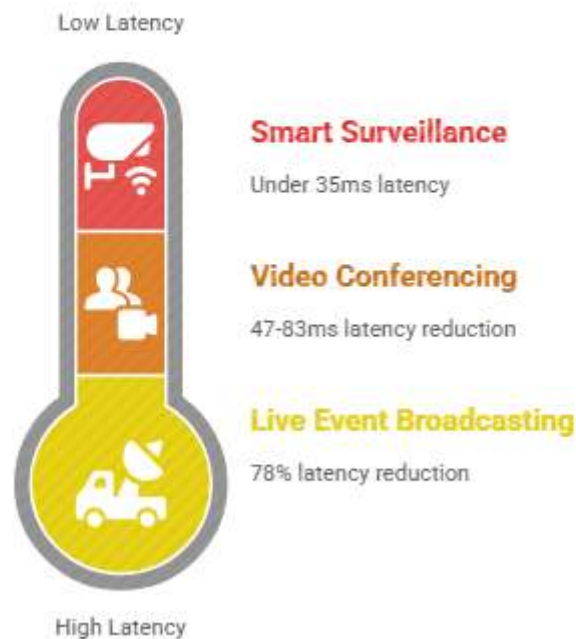 Low Latency
Smart Surveillance
Under 35ms latency
Video Conferencing
47-83ms latency reduction
Live Event Broadcasting
78% latency reduction
High Latency